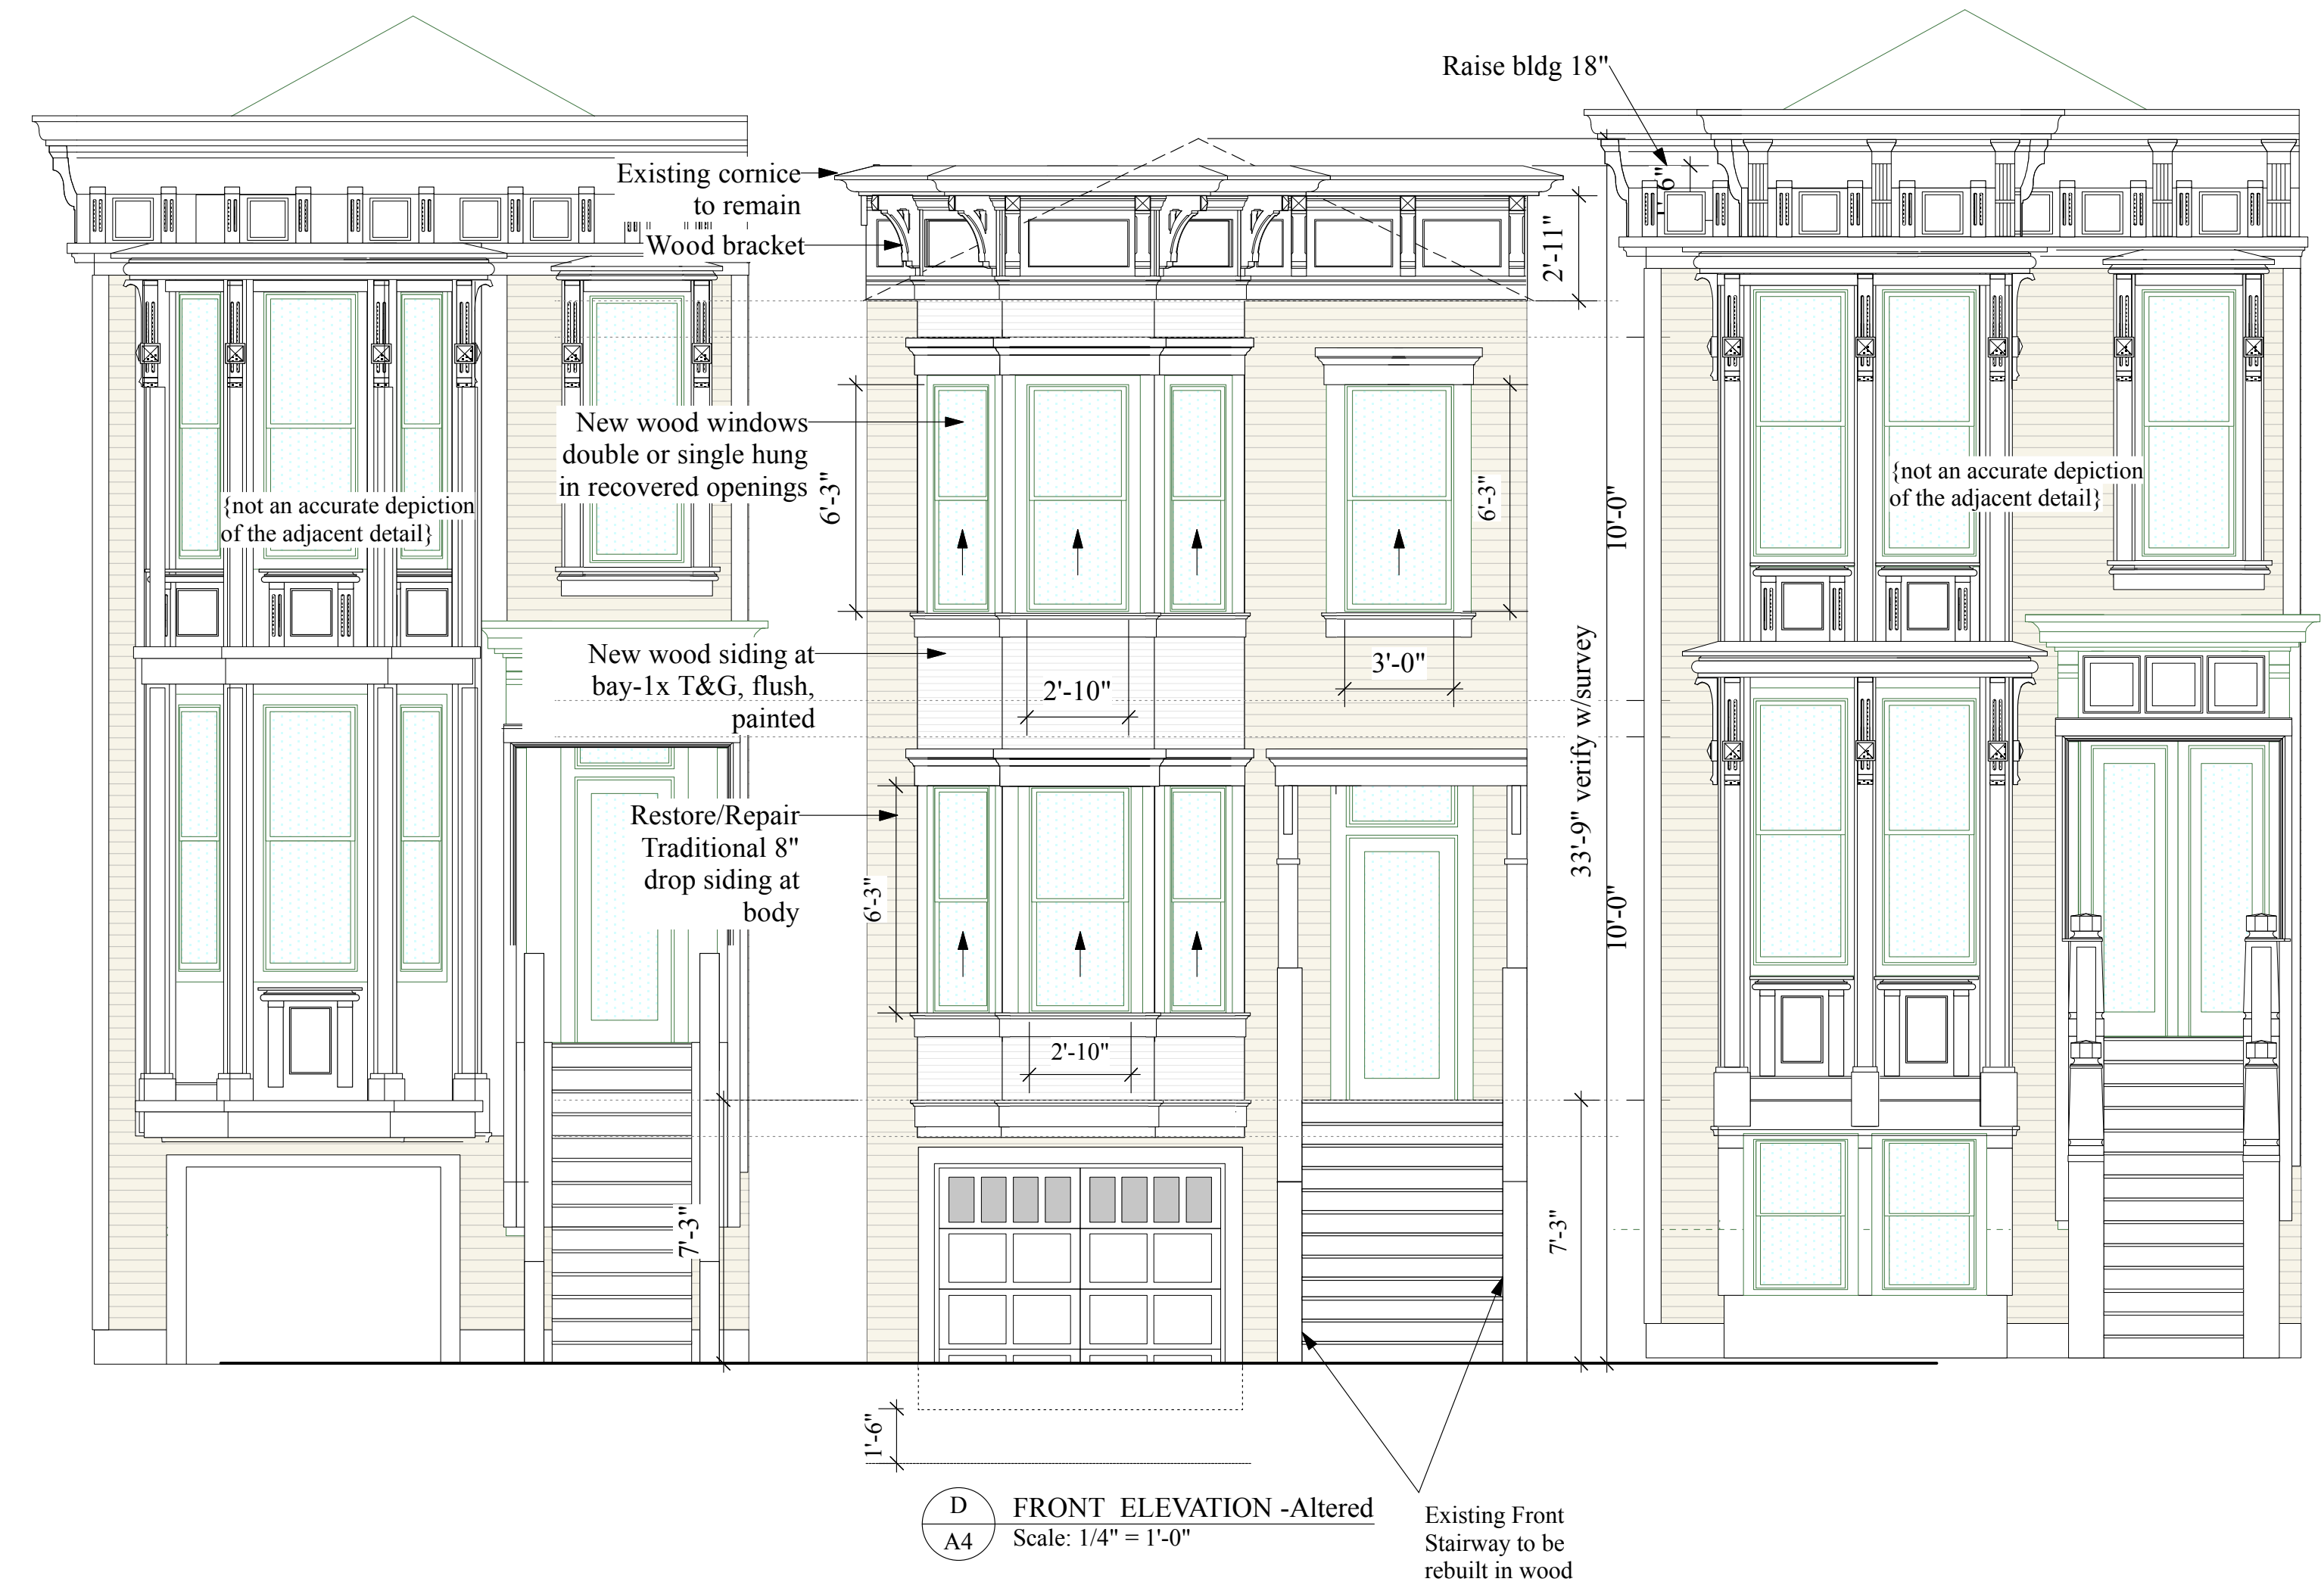 Raise bldg 18"
Existing cornice
to remain
Wood bracket
6"
2'-11"
New wood windows
double or single hung
in recovered openings
6'-3"
6'-3"
10'-0"
{not an accurate depiction
of the adjacent detail}
{not an accurate depiction
of the adjacent detail}
New wood siding at
bay-1x T&G, flush,
painted
2'-10"
3'-0"
33'-9" verify w/survey
Restore/Repair
Traditional 8"
drop siding at
body
6'-3"
10'-0"
2'-10"
7'-3"
7'-3"
1'-6"
D
A4
FRONT ELEVATION -Altered
Scale: 1/4" = 1'-0"
Existing Front
Stairway to be
rebuilt in wood